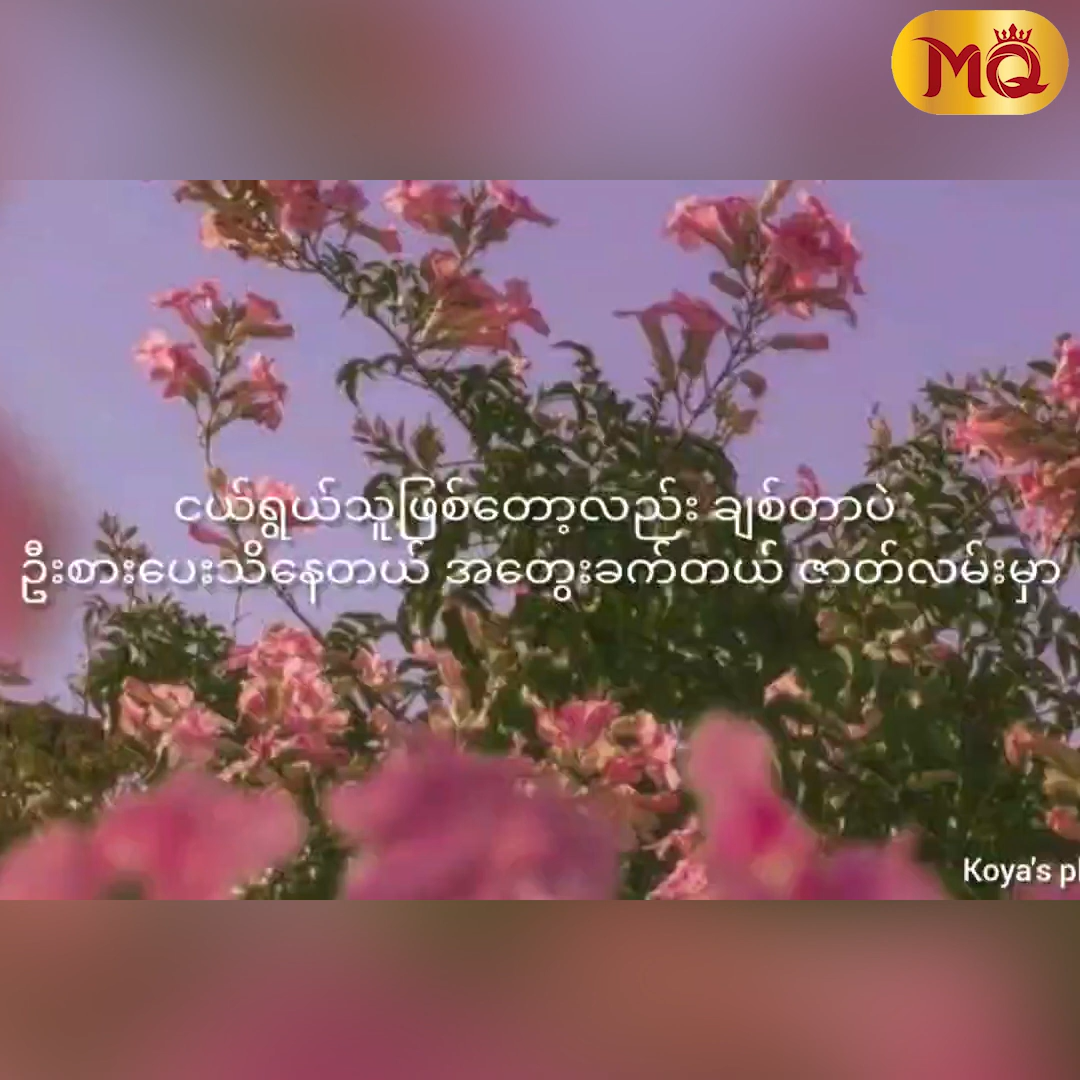 MQ
ငယ်ရွယ်သူဖြစ်တော့လည်း ချစ်တာပဲ
ဦးစားပေးသိနေတယ် အတွေးခက်တယ် ဇာတ်လမ်းမှာ
Koya's pl